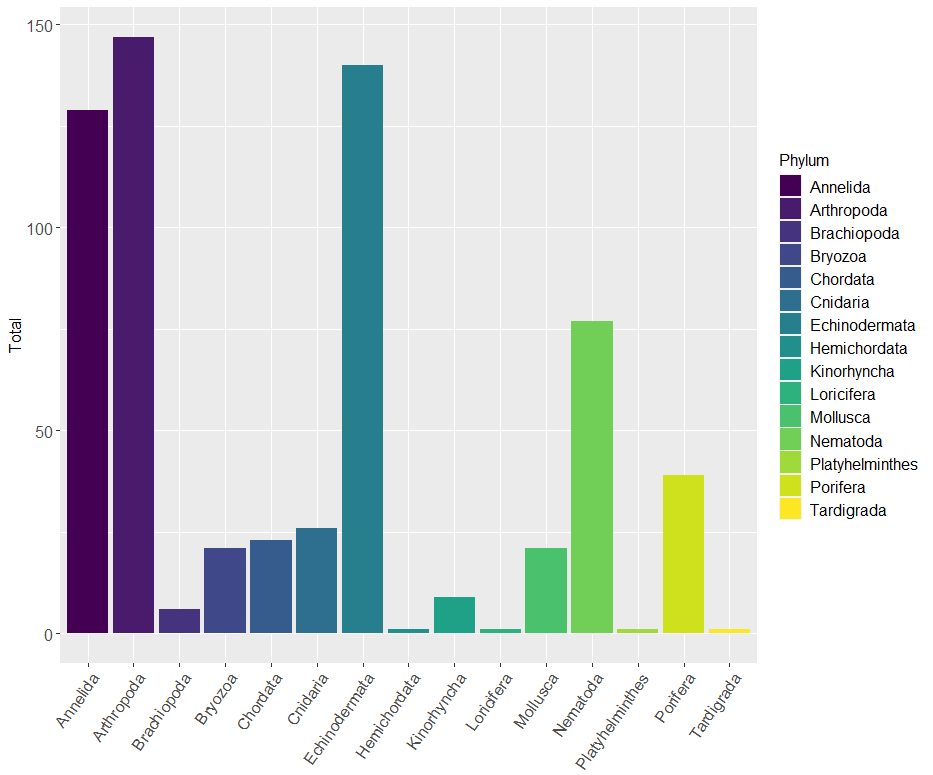 150
100
50
0
Total
Annelida
Arthropoda
Brachiopoda
Bryozoa
Chordata
Cnidaria
Echinodermata
Hemichordata
Kinorhyncha
Loricifera
Mollusca
Nematoda
Platyhelminthes
Porifera
Tardigrada
Phylum
Annelida
Arthropoda
Brachiopoda
Bryozoa
Chordata
Cnidaria
Echinodermata
Hemichordata
Kinorhyncha
Loricifera
Mollusca
Nematoda
Platyhelminthes
Porifera
Tardigrada